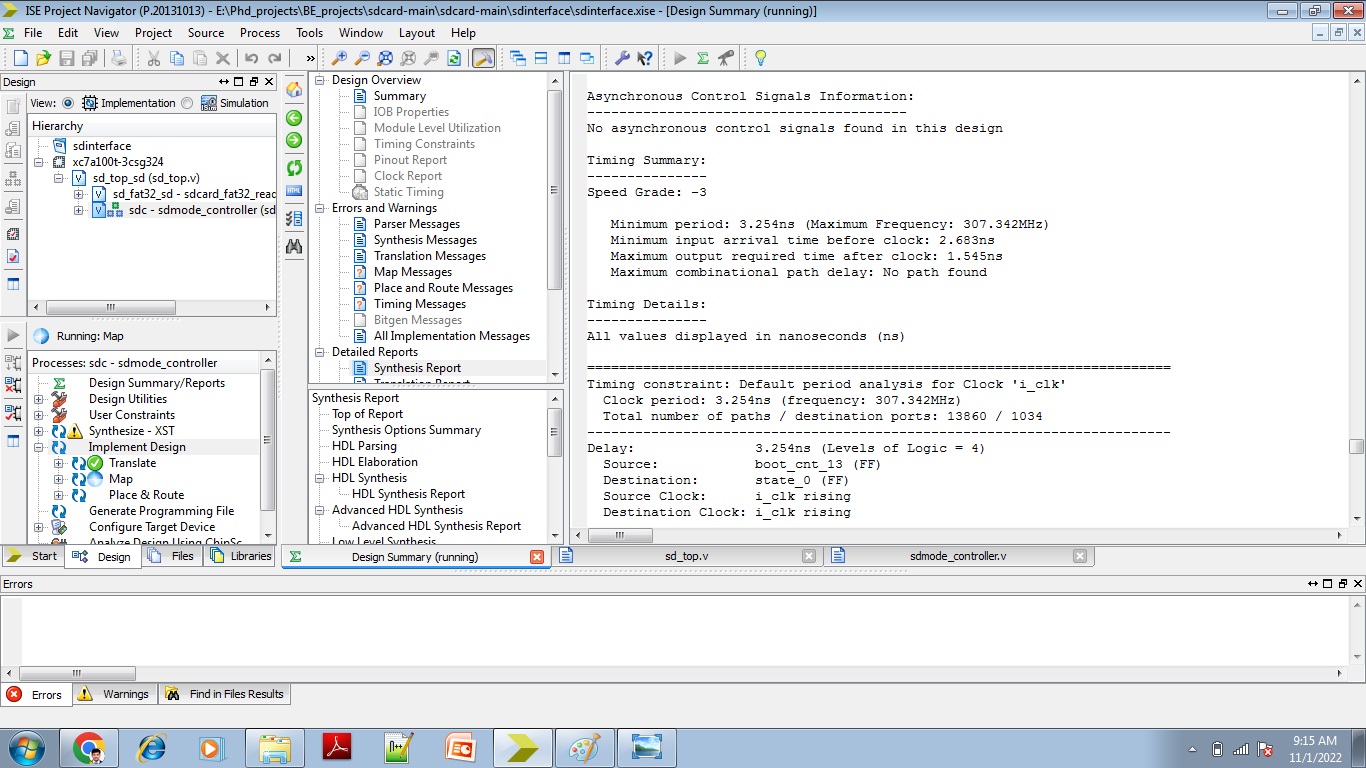 ISE Project Navigator (P.20131013) - E:\Phd_projects\BE_projects\sdcard-main\sdcard-main\sdinterface\sdinterface.xise - [Design Summary (running)]
File Edit View Project Source Process Tools Window Layout Help
Design
View: Implementation Simulation
Hierarchy
sdinterface
xc7a100t-3csg324
sd_top_sd (sd_top.v)
sd_fat32_sd - sdcard_fat32_read
sdc - sdmode_controller (sd
Running: Map
Processes: sdc - sdmode_controller
Design Summary/Reports
Design Utilities
User Constraints
Synthesize - XST
Implement Design
Translate
Map
Place & Route
Generate Programming File
Configure Target Device
Analyze Design Using ChipSc
Start Design Files Libraries
Design Overview
Summary
IOB Properties
Module Level Utilization
Timing Constraints
Pinout Report
Clock Report
Static Timing
Errors and Warnings
Parser Messages
Synthesis Messages
Translation Messages
Map Messages
Place and Route Messages
Timing Messages
Bitgen Messages
All Implementation Messages
Detailed Reports
Synthesis Report
Translation Report
Synthesis Report
Top of Report
Synthesis Options Summary
HDL Parsing
HDL Elaboration
HDL Synthesis
HDL Synthesis Report
Advanced HDL Synthesis
Advanced HDL Synthesis Report
Low Level Synthesis
Asynchronous Control Signals Information:
----------------------------------------
No asynchronous control signals found in this design
Timing Summary:
---------------
Speed Grade: -3
Minimum period: 3.254ns (Maximum Frequency: 307.342MHz)
Minimum input arrival time before clock: 2.683ns
Maximum output required time after clock: 1.545ns
Maximum combinational path delay: No path found
Timing Details:
---------------
All values displayed in nanoseconds (ns)
=========================================================================
Timing constraint: Default period analysis for Clock 'i_clk'
Clock period: 3.254ns (frequency: 307.342MHz)
Total number of paths / destination ports: 13860 / 1034
-------------------------------------------------------------------------
Delay: 3.254ns (Levels of Logic = 4)
Source: boot_cnt_13 (FF)
Destination: state_0 (FF)
Source Clock: i_clk rising
Destination Clock: i_clk rising
Design Summary (running) sd_top.v sdmode_controller.v
Errors
Errors Warnings Find in Files Results
9:15 AM
11/1/2022